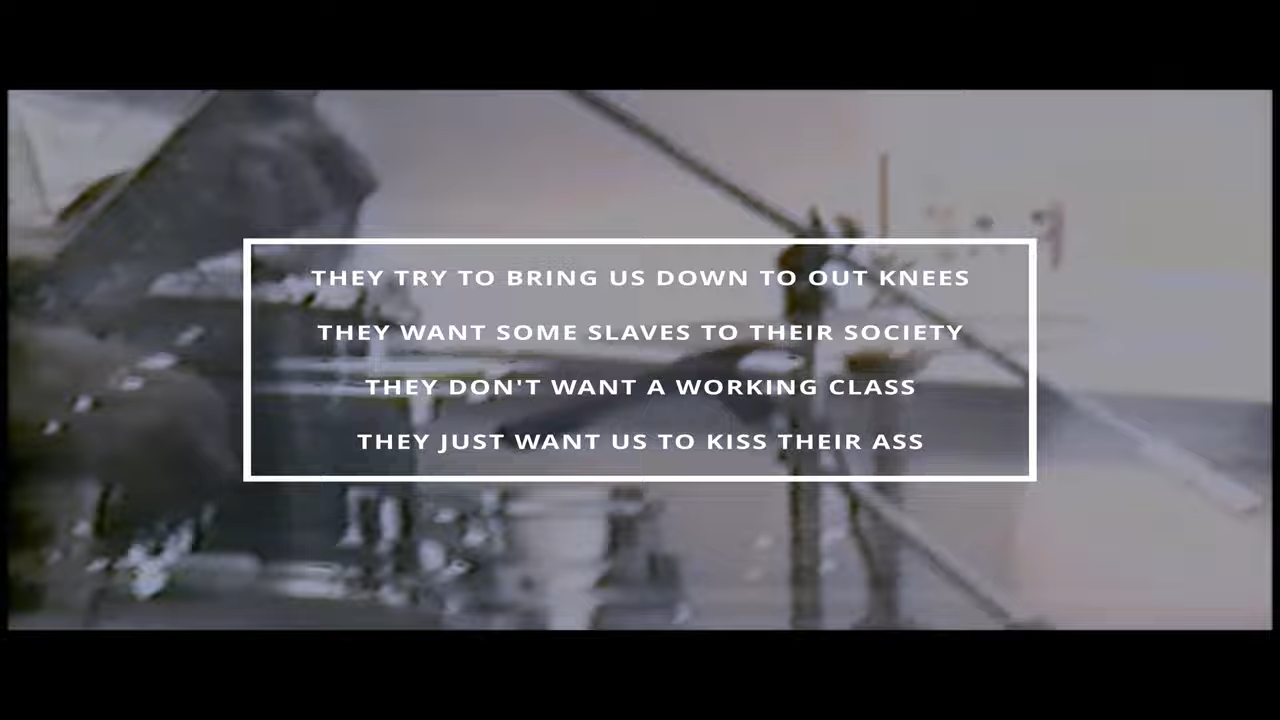 THEY TRY TO BRING US DOWN TO OUT KNEES
THEY WANT SOME SLAVES TO THEIR SOCIETY
THEY DON'T WANT A WORKING CLASS
THEY JUST WANT US TO KISS THEIR ASS